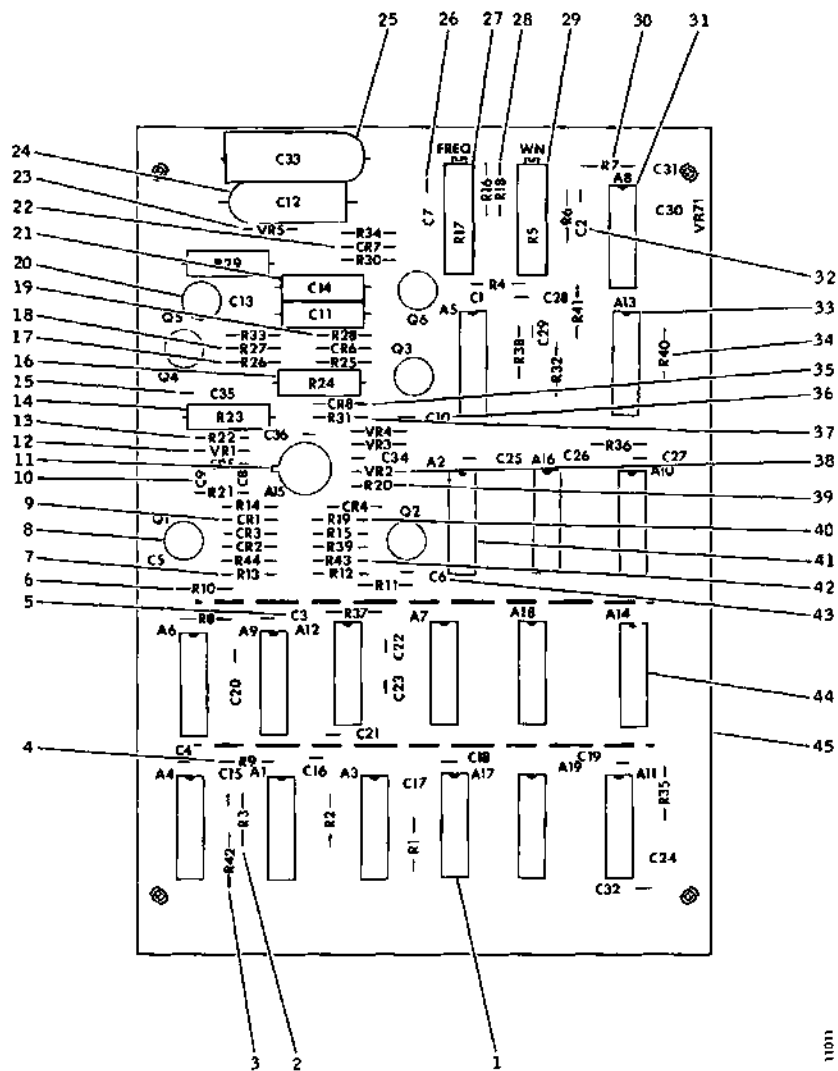 26 27 28 29
25 30 31
FREQ WN
24 C33 R7 C31
23 R16 R18 A8
22 C12 C7 R6 C30
21 VR5 R34 R17 R5 C2 VR71
CR7
R30 32
20 R29 R4
19 C14 C1 C28
18 Q5 C13 C11 Q6 A5 R41 A13 33
17 R33 R28 C29
16 Q4 R27 CR6 Q3 R38 R32 R40 34
15 R26 R25 35
14 R24 36
C35 CR8
13 R23 R31 C10 37
12 R22 C36 VR4
11 VR1 VR3 R36
C34 A2 C25 A16 C26 C27 38
10 C9 C8 VR2 A10
R21 A15 R20 39
9 R14 CR4
8 Q1 CR1 R19 Q2 40
CR3 R15
7 C5 CR2 R39 41
R44 R43
6 R13 R12 C6 42
5 R10 R11 43
R8 C3 R37
A6 A9 A12 A7 A18 A14
C22
C20 C23 44
C21 45
4 C4 R9 C18 C19
A4 C15 A1 C16 A3 C17 A17 A19 A11
R3 R2 R35
R42 R1 C24
C32
3 2 1
11011